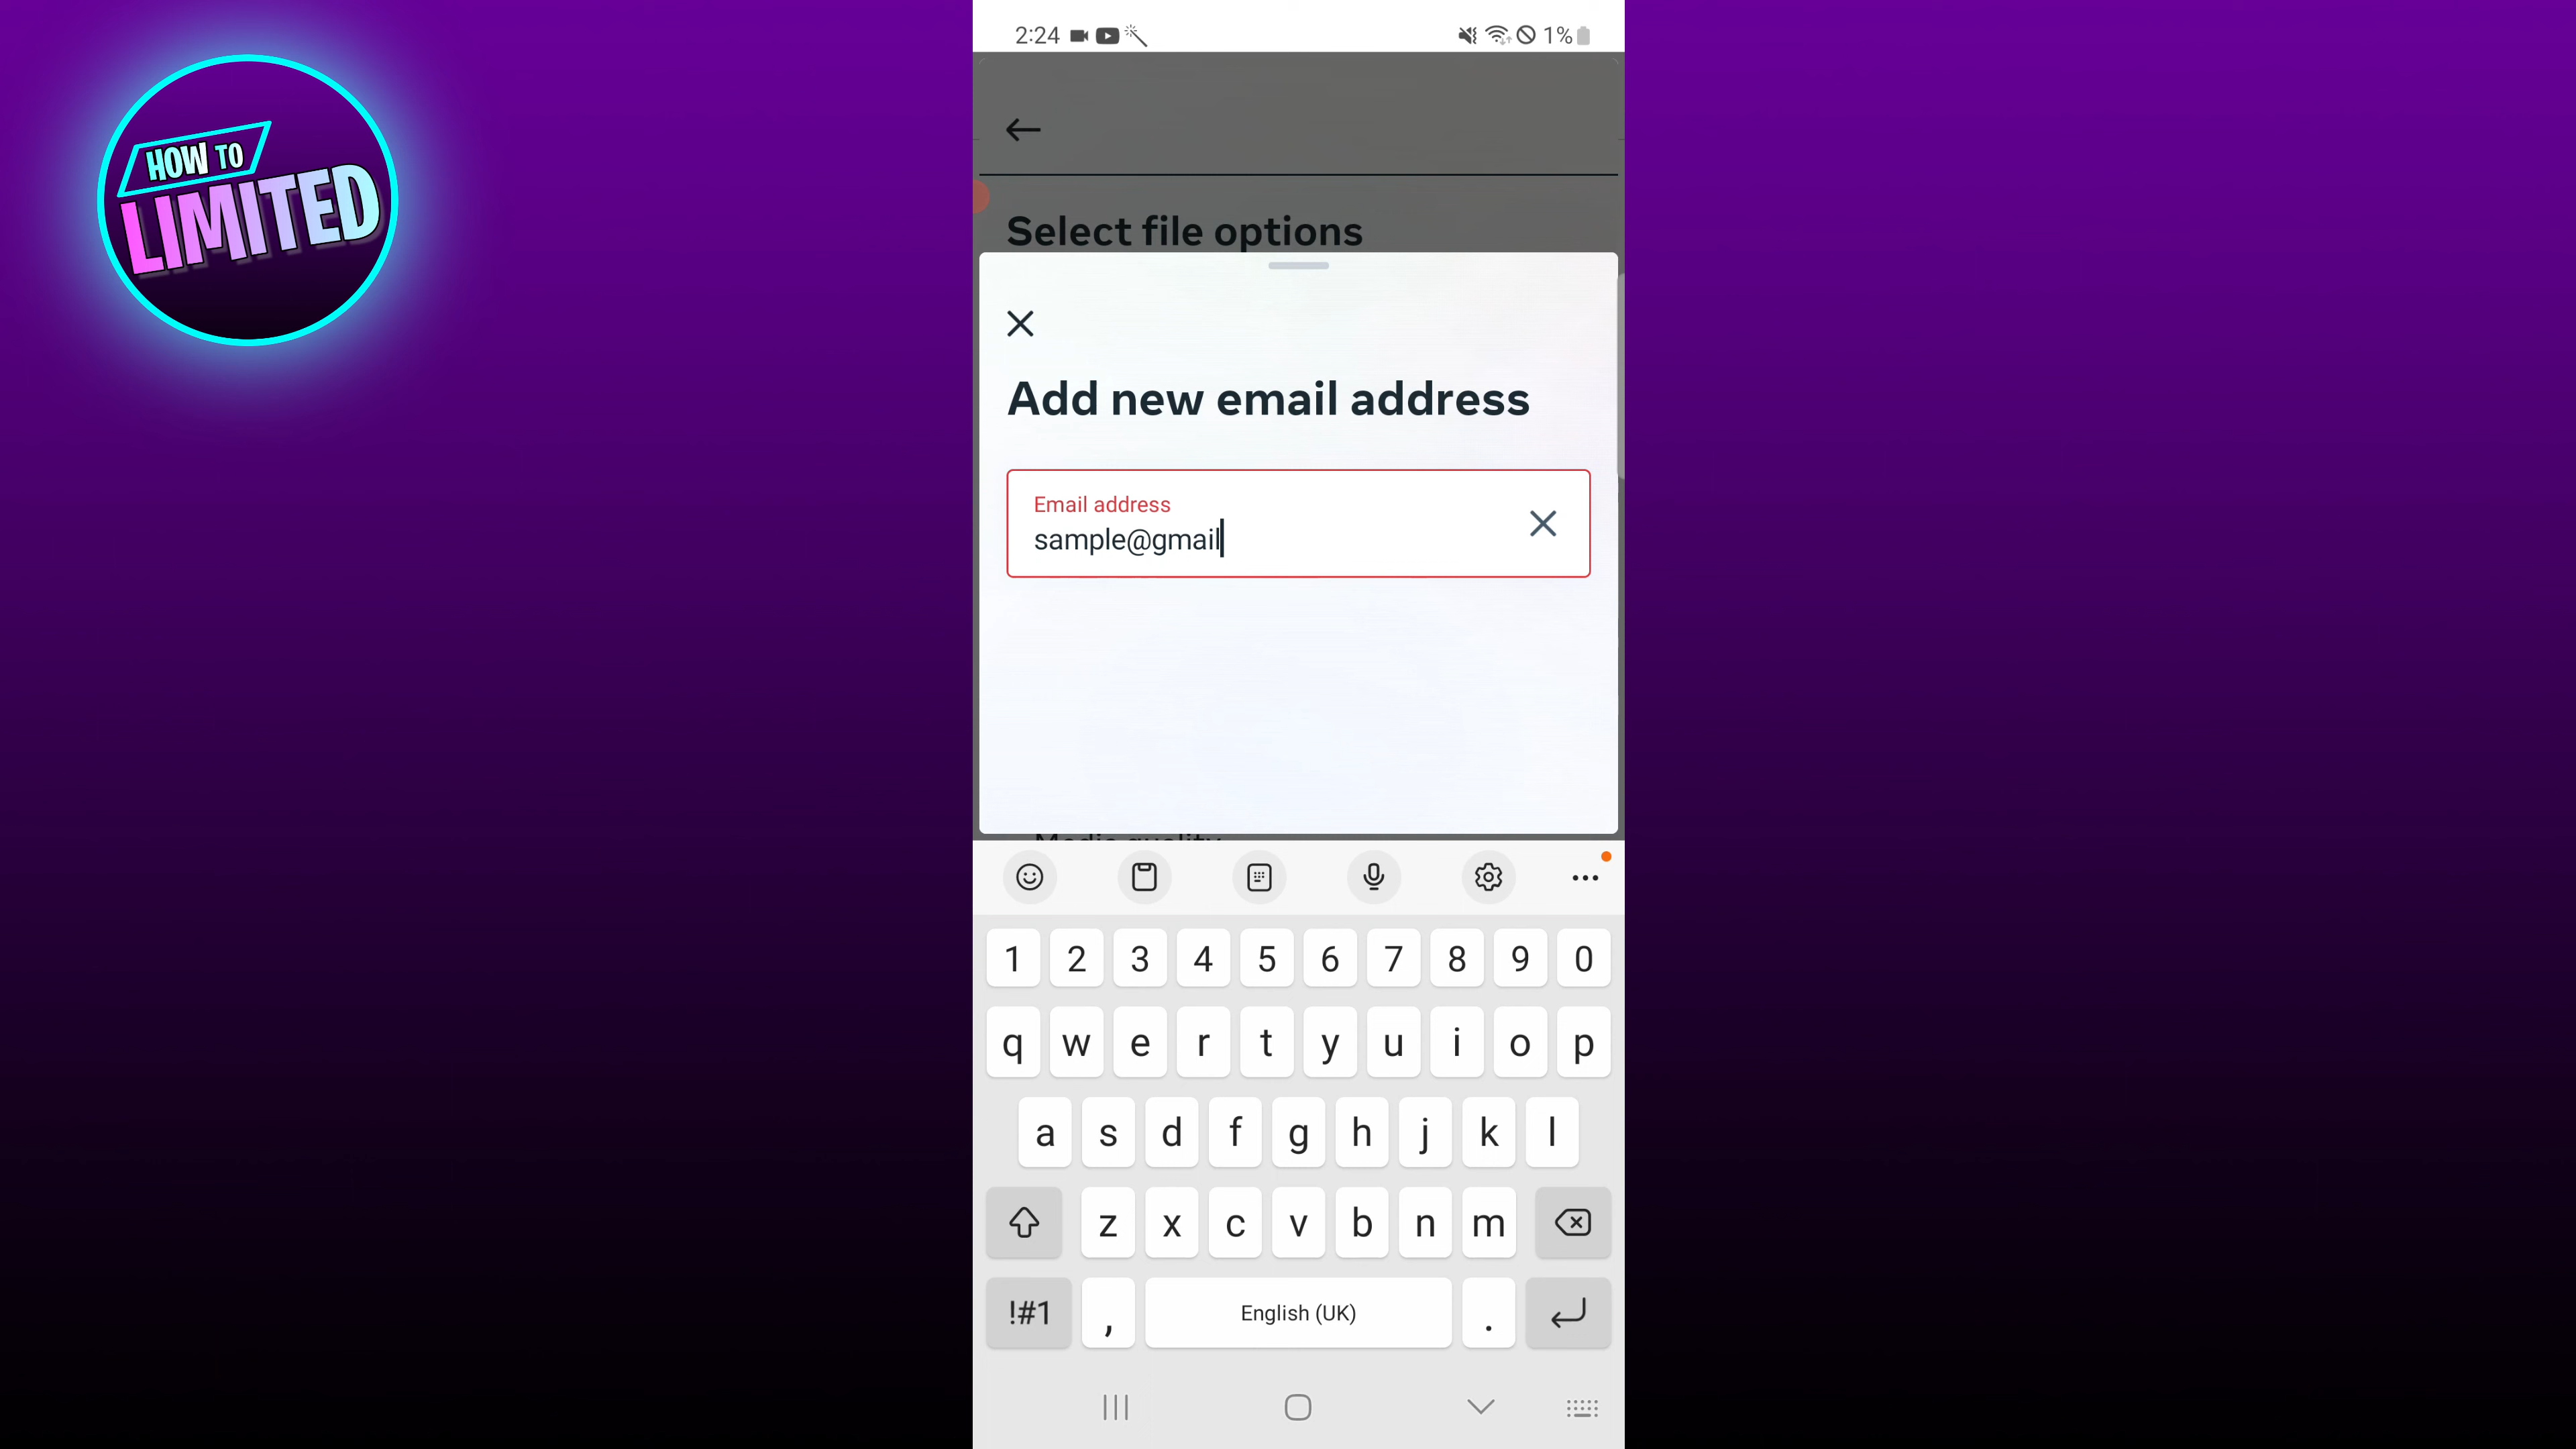 HOW TO
LIMITED
2:24
1%
Select file options
Add new email address
Email address
sample@gmail
Media quality
1 2 3 4 5 6 7 8 9 0
q w e r t y u i o p
a s d f g h j k l
z x c v b n m
!#1 , English (UK) .